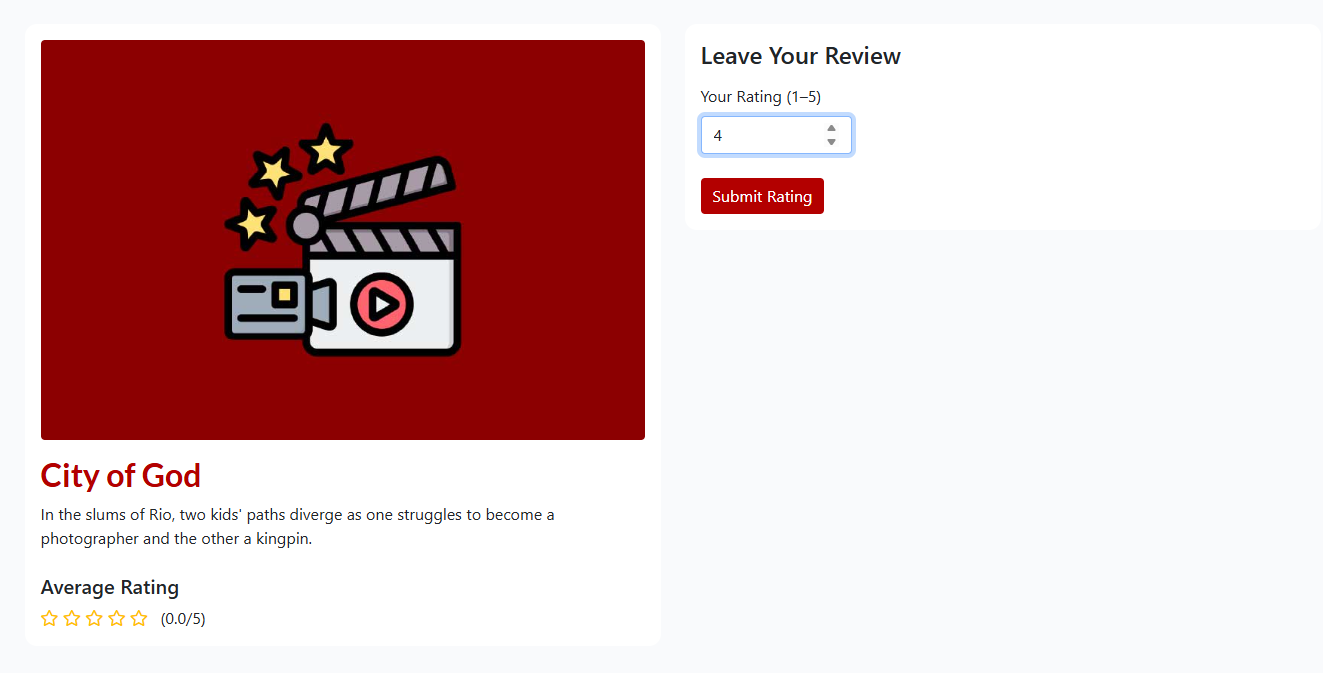 City of God
In the slums of Rio, two kids' paths diverge as one struggles to become a
photographer and the other a kingpin.
Average Rating
(0.0/5)
Leave Your Review
Your Rating (1–5)
4
Submit Rating